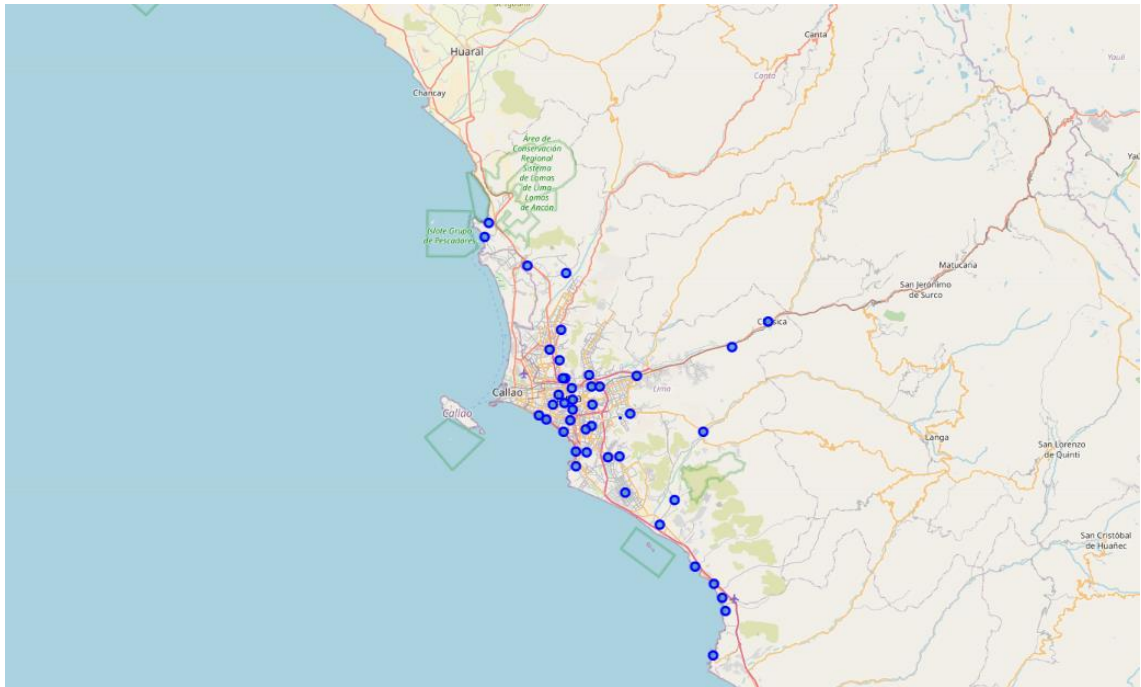 Canta
Huaral
Canta
Chancay
Área de
Conservación
Regional
Sistema
de Lomas
de Lima
Lomas
de Ancón
Islote Grupo
de Pescadores
Matucana
San Jerónimo
de Surco
Lima
Callao
Callao
Langa
San Lorenzo
de Quinti
San Cristóbal
de Huañec